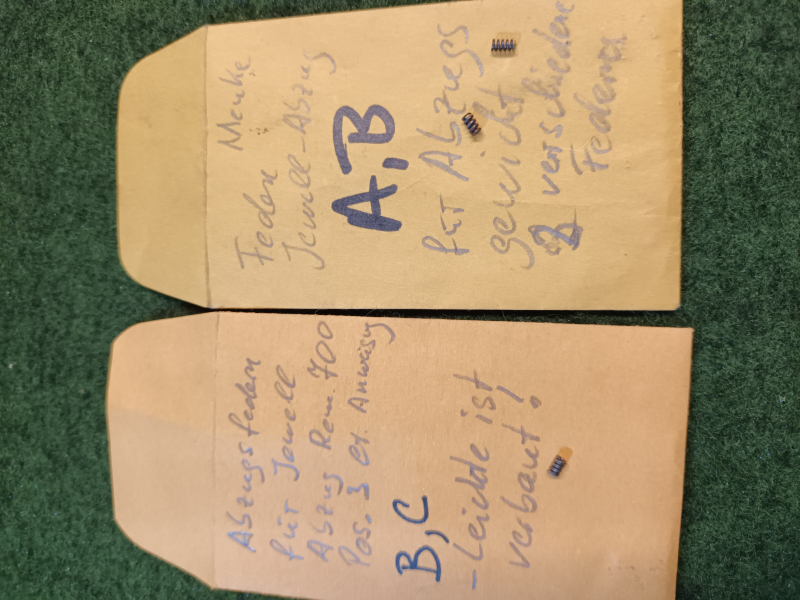 Federn Menke
Jewell-Abzug
A,B
für Abzugs
gewicht
2 verschiedene
Federn
Abzugsfedern
für Jewell
Abzug Rem. 700
Pos. 3 lt. Anweisg
B,C
-Leichte ist
verbaut!